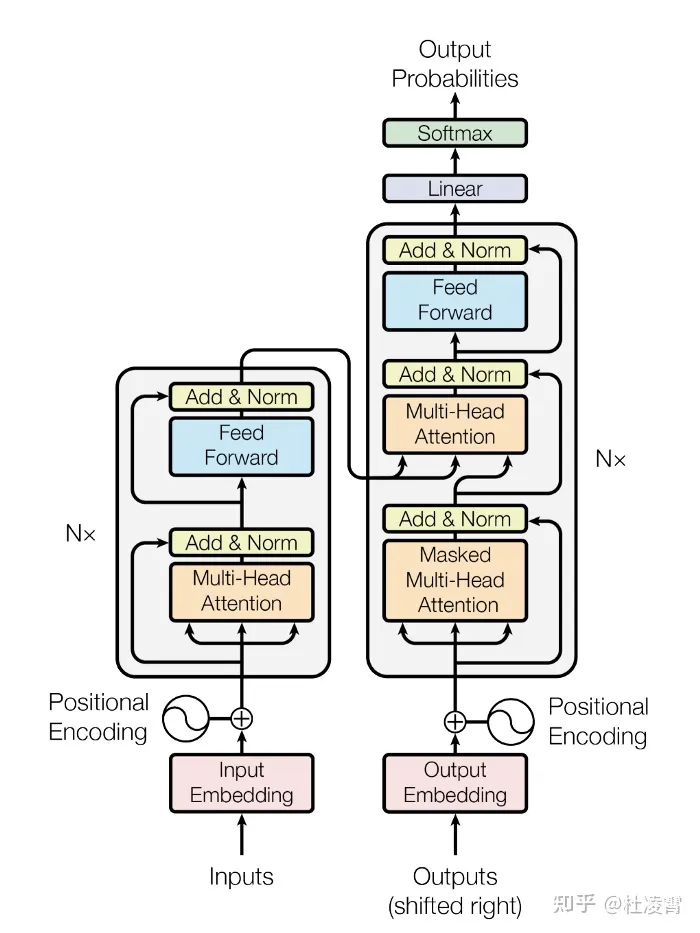 Output
Probabilities
Softmax
Linear
Add & Norm
Feed
Forward
Add & Norm
Multi-Head
Attention
Add & Norm
Masked
Multi-Head
Attention
N×
Add & Norm
Feed
Forward
Add & Norm
Multi-Head
Attention
N×
Positional
Encoding
Positional
Encoding
Input
Embedding
Output
Embedding
Inputs
Outputs
(shifted right)
知乎 @杜凌霄